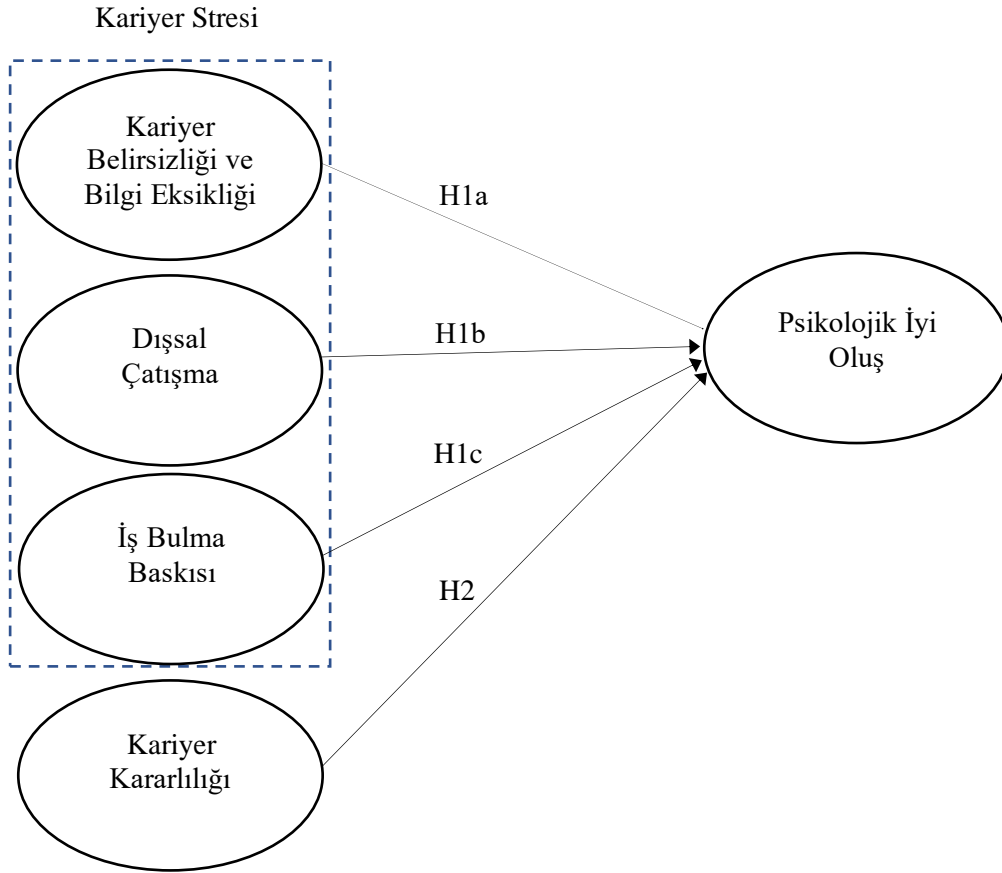 Kariyer Stresi
Kariyer
Belirsizliği ve
Bilgi Eksikliği
H1a
Dışsal
Çatışma
H1b
Psikolojik İyi
Oluş
İş Bulma
Baskısı
H1c
H2
Kariyer
Kararlılığı